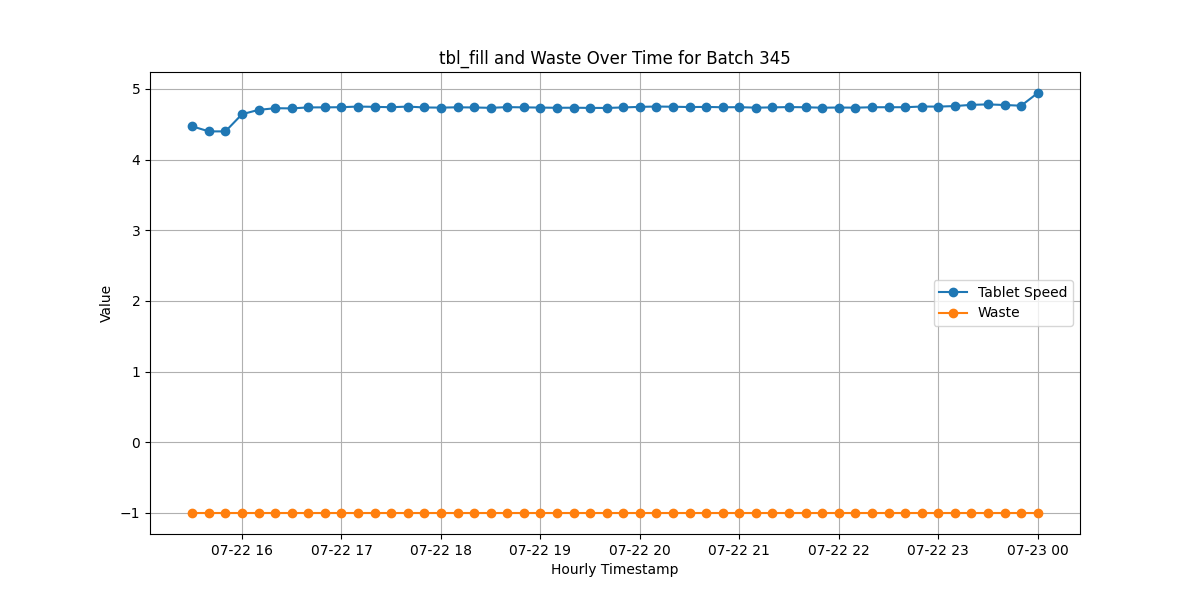 tbl_fill and Waste Over Time for Batch 345
5
4
3
2
1
0
−1
Value
Tablet Speed
Waste
07-22 16 07-22 17 07-22 18 07-22 19 07-22 20 07-22 21 07-22 22 07-22 23 07-23 00
Hourly Timestamp